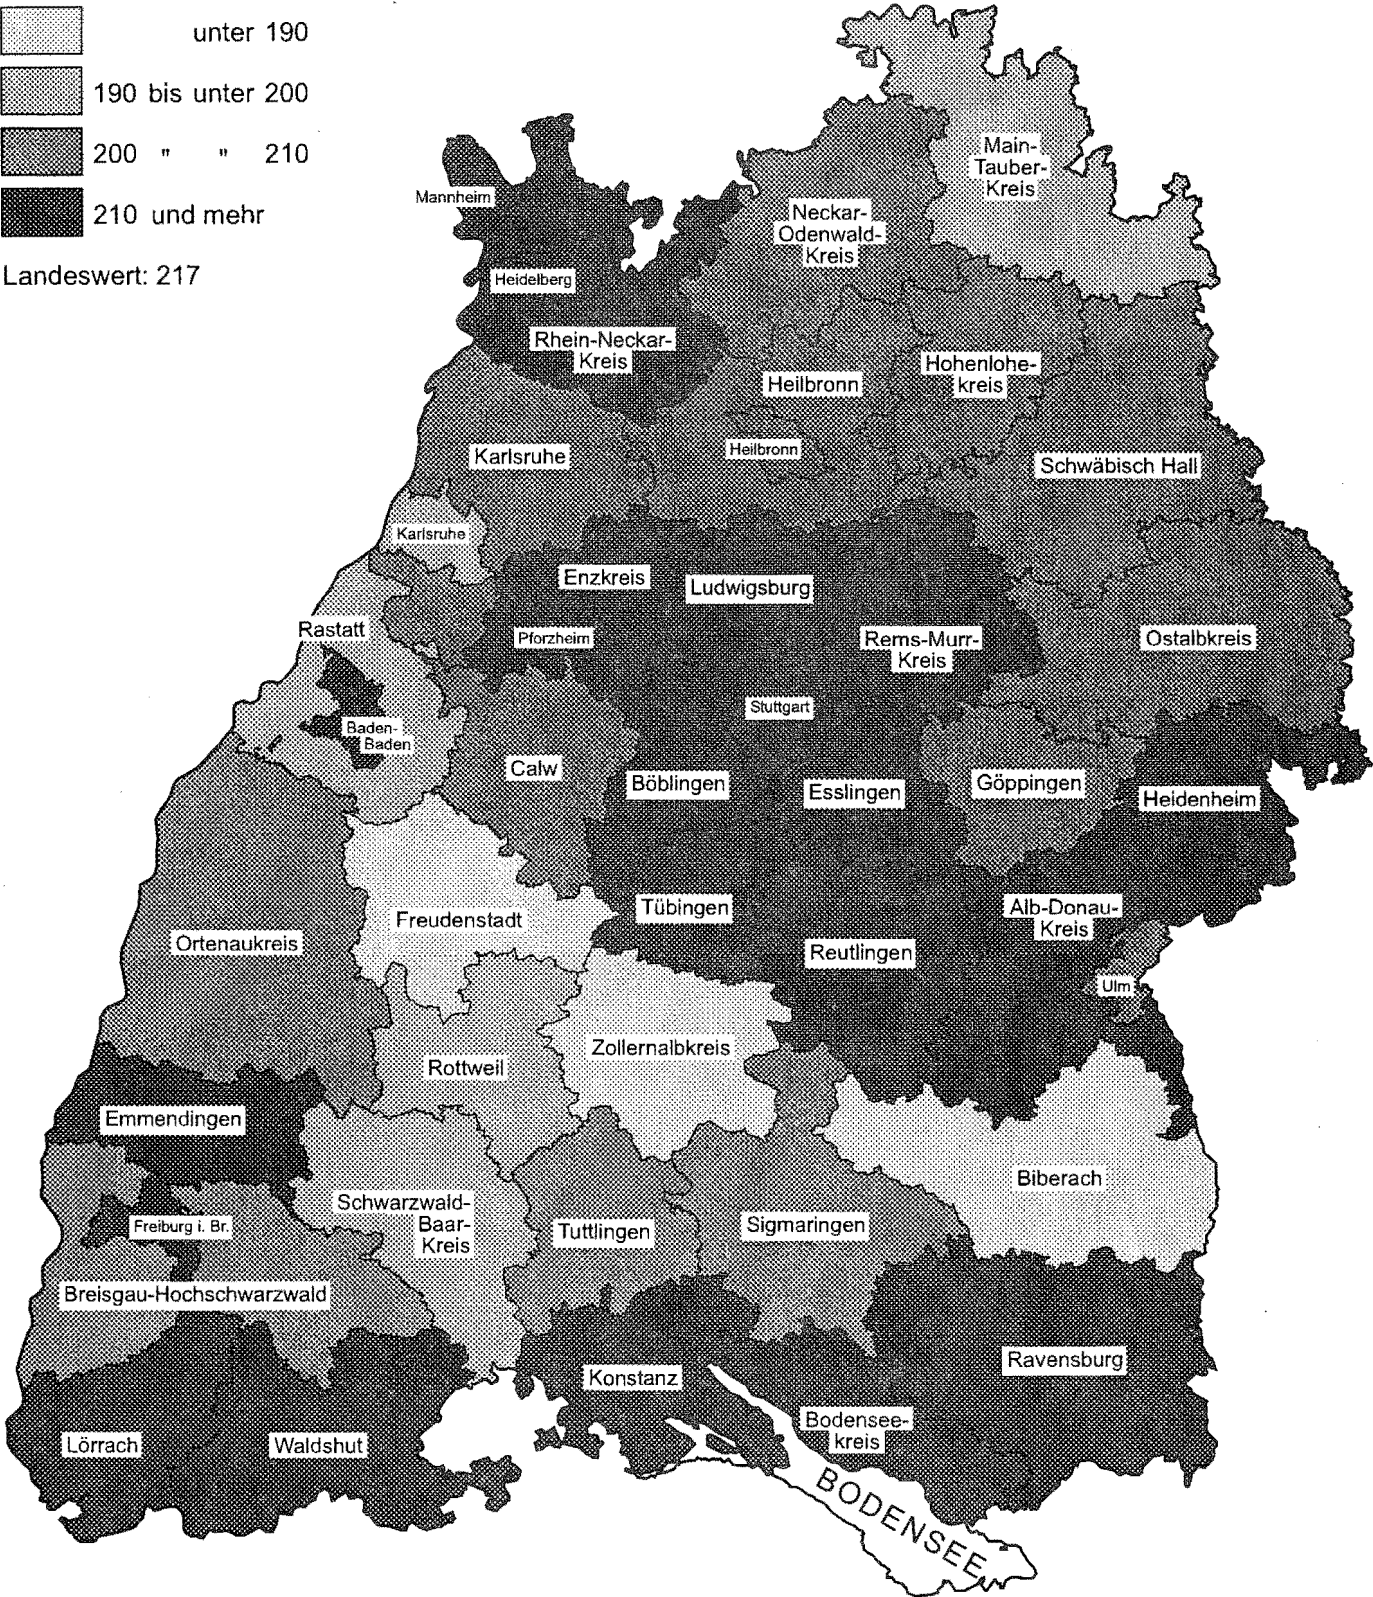 unter 190
190 bis unter 200
200 " " 210
210 und mehr
Landeswert: 217
Main-
Tauber-
Kreis
Mannheim
Neckar-
Odenwald-
Kreis
Heidelberg
Rhein-Neckar-
Kreis
Hohenlohe-
kreis
Heilbronn
Heilbronn
Karlsruhe
Schwäbisch Hall
Karlsruhe
Enzkreis
Ludwigsburg
Rastatt
Pforzheim
Rems-Murr-
Kreis
Ostalbkreis
Stuttgart
Baden-
Baden
Calw
Böblingen
Esslingen
Göppingen
Heidenheim
Freudenstadt
Tübingen
Alb-Donau-
Kreis
Ortenaukreis
Reutlingen
Ulm
Zollernalbkreis
Rottweil
Emmendingen
Biberach
Schwarzwald-
Baar-
Kreis
Freiburg i. Br.
Tuttlingen
Sigmaringen
Breisgau-Hochschwarzwald
Konstanz
Ravensburg
Bodensee-
kreis
Lörrach
Waldshut
BODENSEE